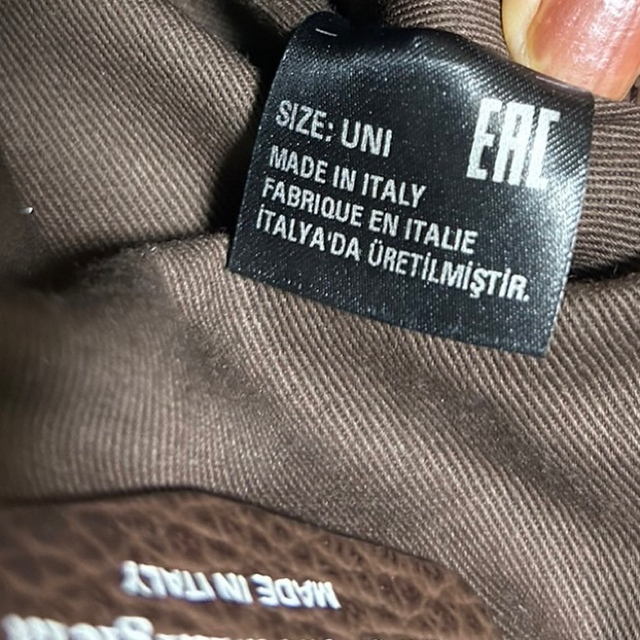 SIZE: UNI
EAC
MADE IN ITALY
FABRIQUE EN ITALIE
İTALYA'DA ÜRETİLMİŞTİR.
MADE IN ITALY